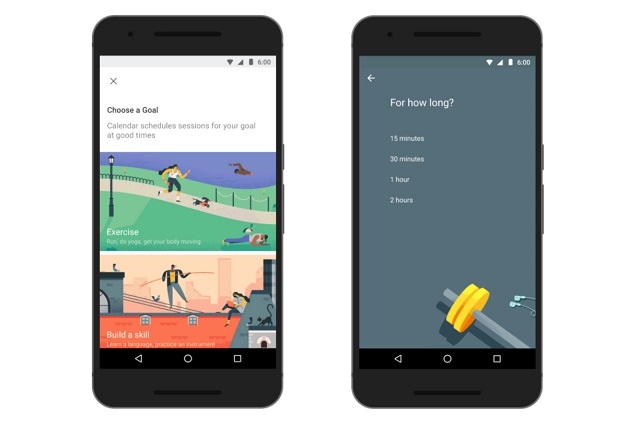 6:00
Choose a Goal
Calendar schedules sessions for your goal
at good times
Exercise
Run, do yoga, get your body moving
Build a skill
Learn a language, practice an instrument
6:00
For how long?
15 minutes
30 minutes
1 hour
2 hours